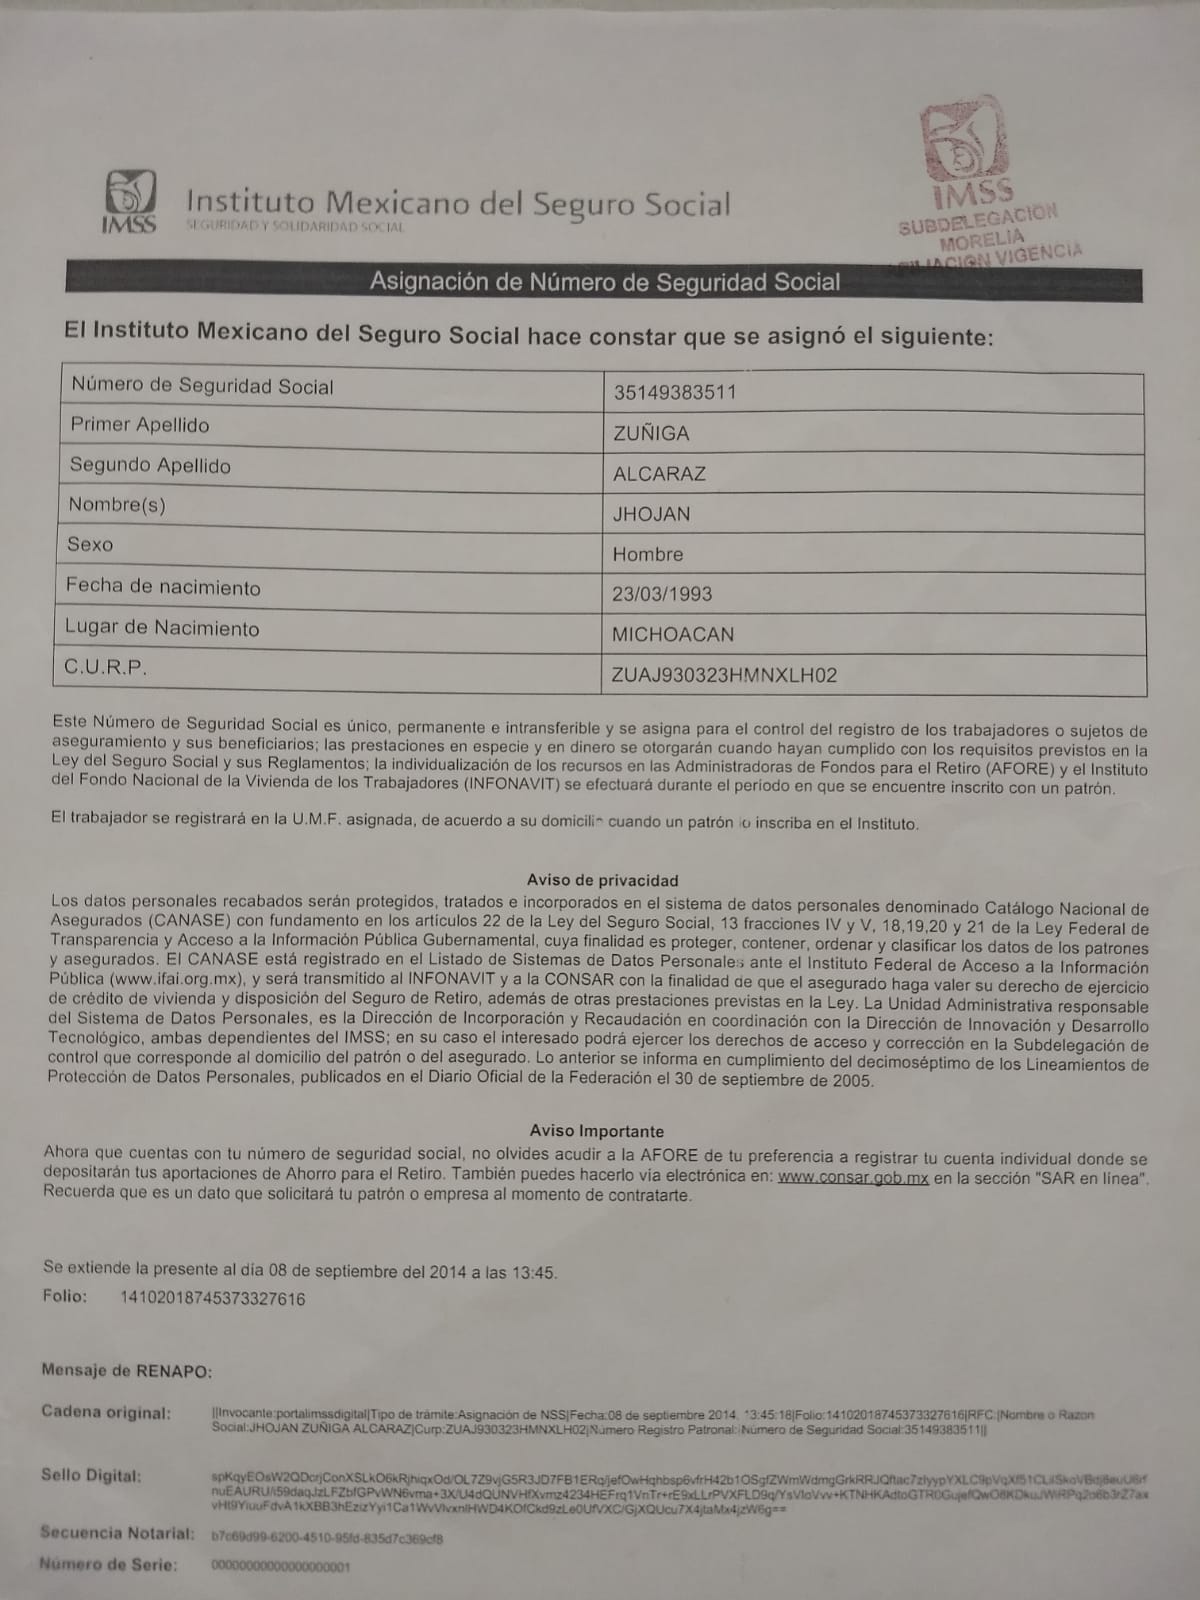 IMSS
SUBDELEGACION
MORELIA
VIGENCIA
IMSS
Instituto Mexicano del Seguro Social
SEGURIDAD Y SOLIDARIDAD SOCIAL
Asignación de Número de Seguridad Social
El Instituto Mexicano del Seguro Social hace constar que se asignó el siguiente:
Número de Seguridad Social 35149383511
Primer Apellido ZUÑIGA
Segundo Apellido ALCARAZ
Nombre(s) JHOJAN
Sexo Hombre
Fecha de nacimiento 23/03/1993
Lugar de Nacimiento MICHOACAN
C.U.R.P. ZUAJ930323HMNXLH02
Este Número de Seguridad Social es único, permanente e intransferible y se asigna para el control del registro de los trabajadores o sujetos de
aseguramiento y sus beneficiarios; las prestaciones en especie y en dinero se otorgarán cuando hayan cumplido con los requisitos previstos en la
Ley del Seguro Social y sus Reglamentos; la individualización de los recursos en las Administradoras de Fondos para el Retiro (AFORE) y el Instituto
del Fondo Nacional de la Vivienda de los Trabajadores (INFONAVIT) se efectuará durante el periodo en que se encuentre inscrito con un patrón.
El trabajador se registrará en la U.M.F. asignada, de acuerdo a su domicilio cuando un patrón lo inscriba en el Instituto.
Aviso de privacidad
Los datos personales recabados serán protegidos, tratados e incorporados en el sistema de datos personales denominado Catálogo Nacional de
Asegurados (CANASE) con fundamento en los artículos 22 de la Ley del Seguro Social, 13 fracciones IV y V, 18,19,20 y 21 de la Ley Federal de
Transparencia y Acceso a la Información Pública Gubernamental, cuya finalidad es proteger, contener, ordenar y clasificar los datos de los patrones
y asegurados. El CANASE está registrado en el Listado de Sistemas de Datos Personales ante el Instituto Federal de Acceso a la Información
Pública (www.ifai.org.mx), y será transmitido al INFONAVIT y a la CONSAR con la finalidad de que el asegurado haga valer su derecho de ejercicio
de crédito de vivienda y disposición del Seguro de Retiro, además de otras prestaciones previstas en la Ley. La Unidad Administrativa responsable
del Sistema de Datos Personales, es la Dirección de Incorporación y Recaudación en coordinación con la Dirección de Innovación y Desarrollo
Tecnológico, ambas dependientes del IMSS; en su caso el interesado podrá ejercer los derechos de acceso y corrección en la Subdelegación de
control que corresponde al domicilio del patrón o del asegurado. Lo anterior se informa en cumplimiento del decimoséptimo de los Lineamientos de
Protección de Datos Personales, publicados en el Diario Oficial de la Federación el 30 de septiembre de 2005.
Aviso Importante
Ahora que cuentas con tu número de seguridad social, no olvides acudir a la AFORE de tu preferencia a registrar tu cuenta individual donde se
depositarán tus aportaciones de Ahorro para el Retiro. También puedes hacerlo vía electrónica en: www.consar.gob.mx en la sección "SAR en línea".
Recuerda que es un dato que solicitará tu patrón o empresa al momento de contratarte.
Se extiende la presente al día 08 de septiembre del 2014 a las 13:45.
Folio: 14102018745373327616
Mensaje de RENAPO:
Cadena original: ||Invocante:portalimssdigital|Tipo de trámite:Asignación de NSS|Fecha:08 de septiembre 2014, 13:45:18|Folio:14102018745373327616|RFC:|Nombre o Razon
Social:JHOJAN ZUÑIGA ALCARAZ|Curp:ZUAJ930323HMNXLH02|Número Registro Patronal:|Número de Seguridad Social:35149383511||
Sello Digital:
Secuencia Notarial: b7c69d99-6200-4510-95fd-835d7c369cf8
Número de Serie: 00000000000000000001